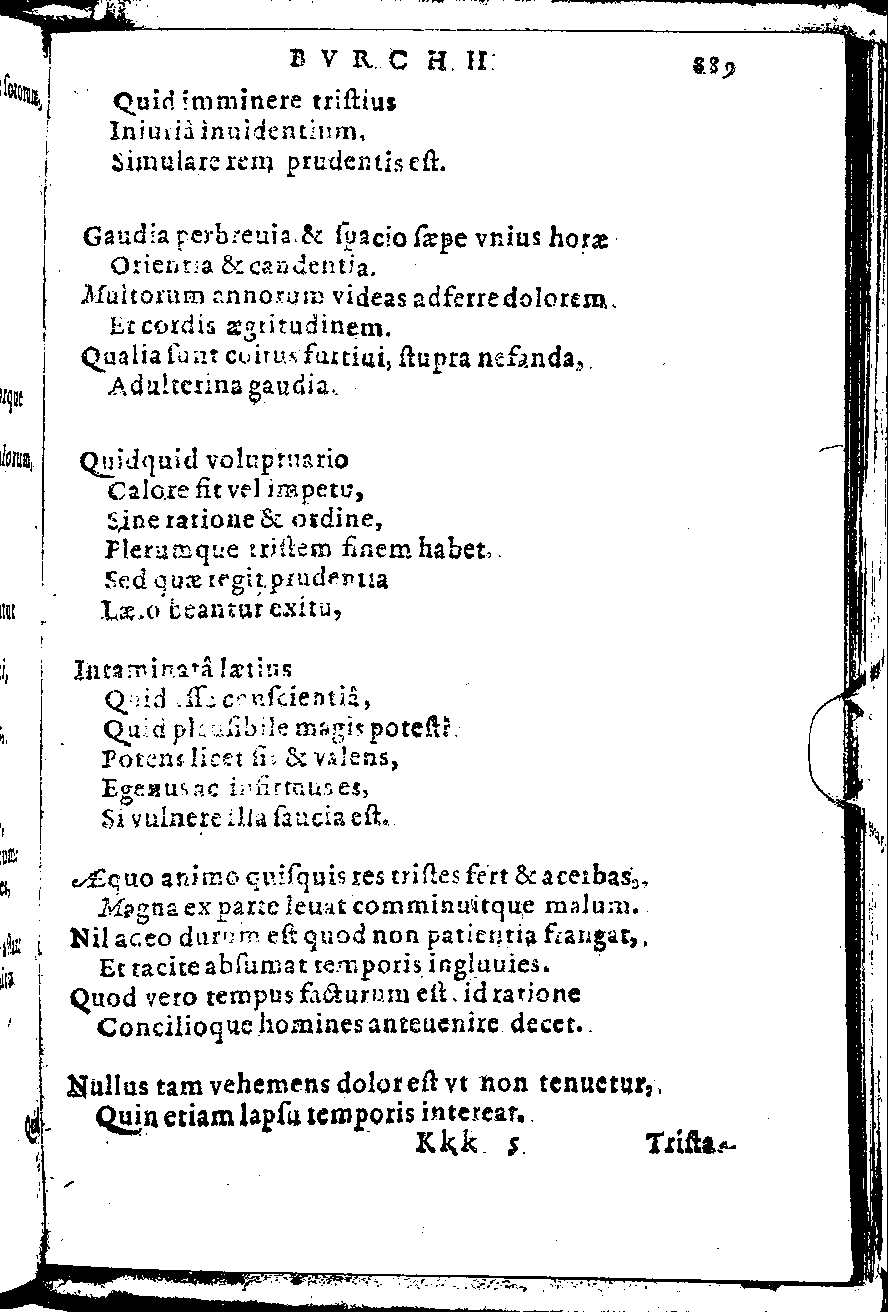 BVRCHII. 889
Quid imminere triſtius
Iniuriâ inuidentium,
Simulare rem prudentis eſt.
Gaudia perbreuia & ſpacio ſæpe vnius horæ
Orientia & candentia.
Multorum annorum videas adferre dolorem.
Et cordis ægritudinem.
Qualia ſunt coitus furtiui, ſtupra nefanda,
Adulterina gaudia.
Quidquid voluptuario
Calore fit vel impetu,
Sine ratione & ordine,
Plerumque triſtem finem habet.
Sed quæ regit prudentia
Læto beantur exitu,
Intaminatâ lætius
Quid eſſe conſcientiâ,
Quid plauſibile magis poteſt?
Potens licet ſis & valens,
Egenus ac infirmus es,
Si vulnere illa ſaucia eſt.
Æquo animo quiſquis res triſtes fert & acerbas,
Magna ex parte leuat comminuitque malum.
Nil adeo durum eſt quod non patientia frangat,
Et tacite abſumat temporis ingluuies.
Quod vero tempus facturum eſt, id ratione
Concilioque homines anteuenire decet.
Nullus tam vehemens dolor eſt vt non tenuetur,
Quin etiam lapſu temporis intereat.
Kkk 5 Triſta-